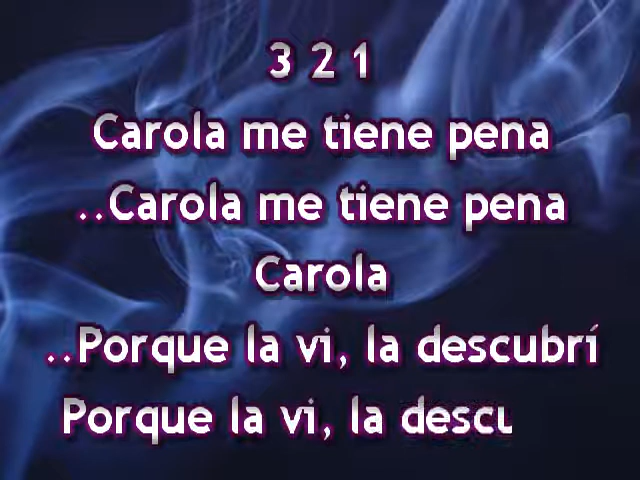 3 2 1
Carola me tiene pena
..Carola me tiene pena
Carola
..Porque la vi, la descubrí
Porque la vi, la descu